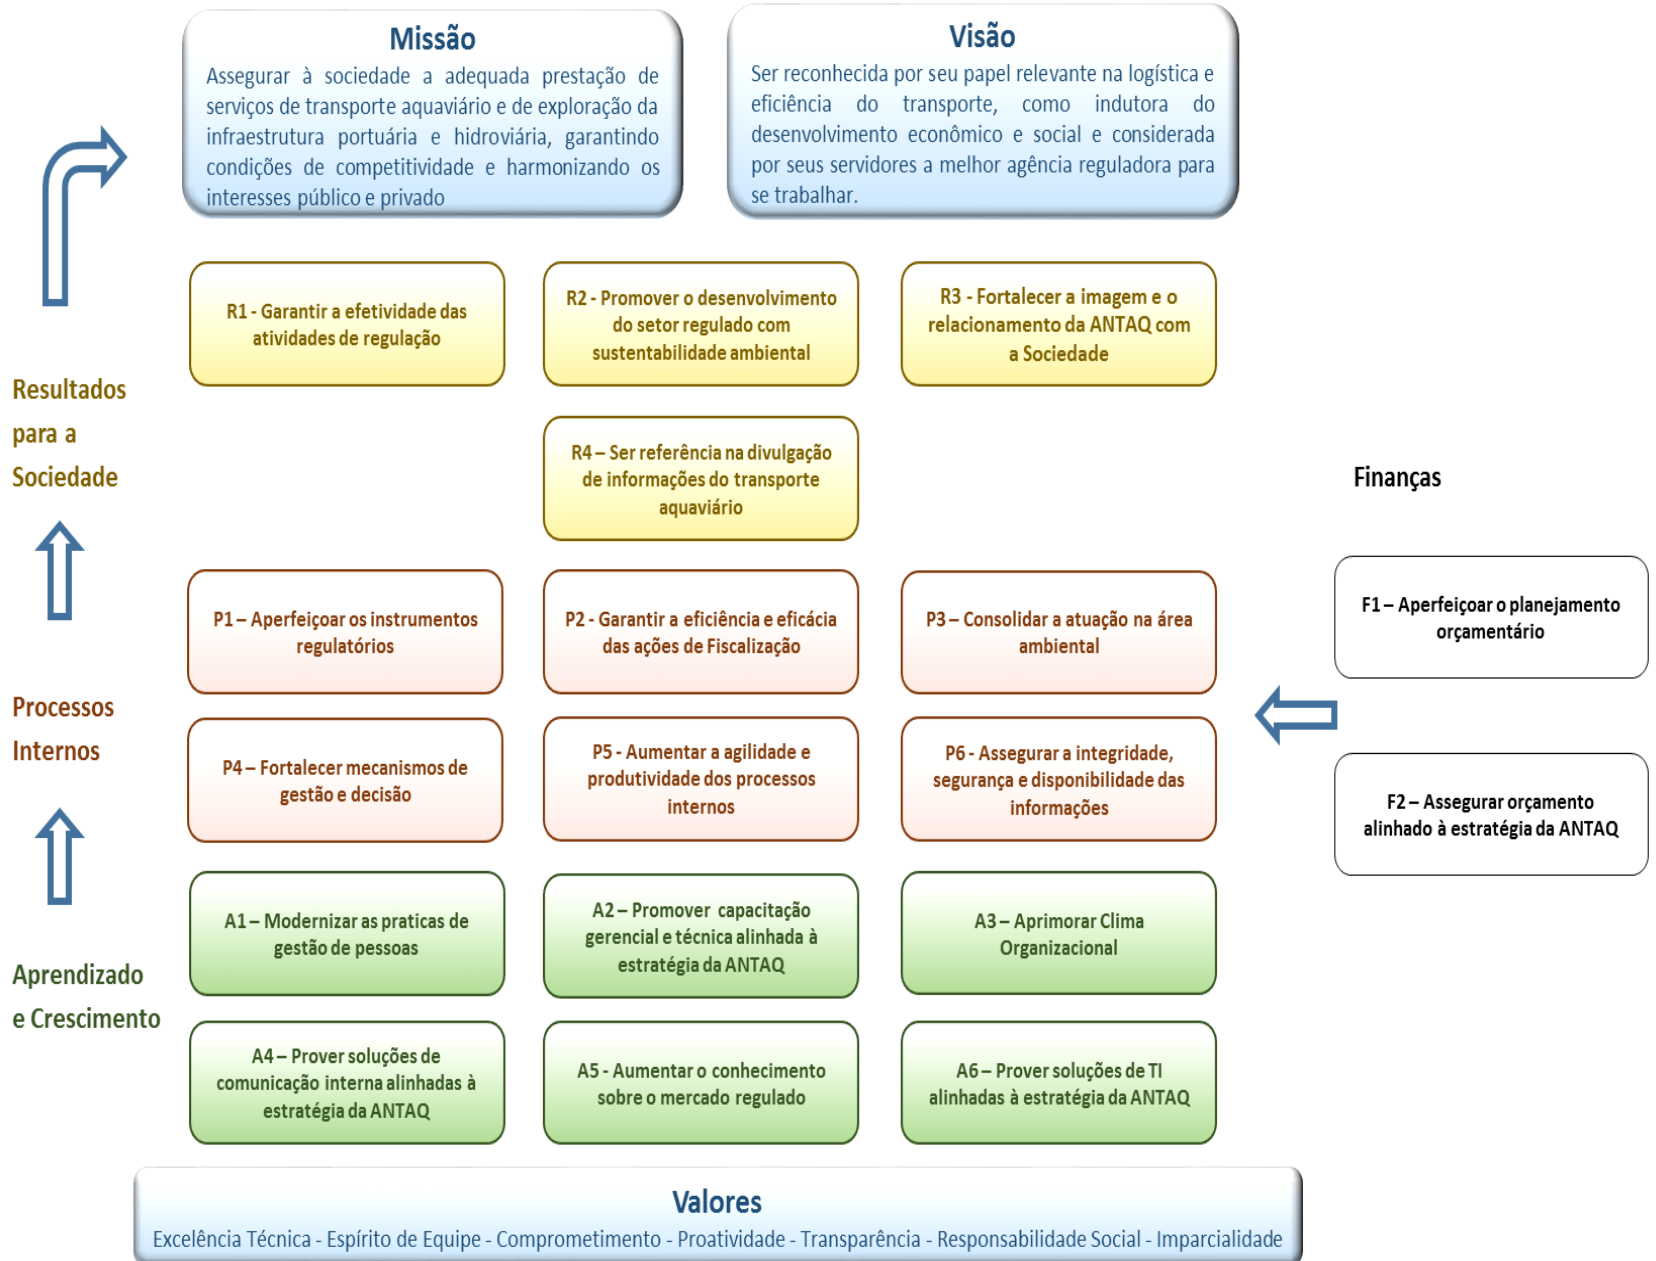 Missão
Assegurar à sociedade a adequada prestação de
serviços de transporte aquaviário e de exploração da
infraestrutura portuária e hidroviária, garantindo
condições de competitividade e harmonizando os
interesses público e privado
Visão
Ser reconhecida por seu papel relevante na logística e
eficiência do transporte, como indutora do
desenvolvimento econômico e social e considerada
por seus servidores a melhor agência reguladora para
se trabalhar.
Resultados
para a
Sociedade
R1 - Garantir a efetividade das
atividades de regulação
R2 - Promover o desenvolvimento
do setor regulado com
sustentabilidade ambiental
R3 - Fortalecer a imagem e o
relacionamento da ANTAQ com
a Sociedade
R4 – Ser referência na divulgação
de informações do transporte
aquaviário
Processos
Internos
P1 – Aperfeiçoar os instrumentos
regulatórios
P2 - Garantir a eficiência e eficácia
das ações de Fiscalização
P3 – Consolidar a atuação na área
ambiental
P4 – Fortalecer mecanismos de
gestão e decisão
P5 - Aumentar a agilidade e
produtividade dos processos
internos
P6 - Assegurar a integridade,
segurança e disponibilidade das
informações
Finanças
F1 – Aperfeiçoar o planejamento
orçamentário
F2 – Assegurar orçamento
alinhado à estratégia da ANTAQ
Aprendizado
e Crescimento
A1 – Modernizar as praticas de
gestão de pessoas
A2 – Promover capacitação
gerencial e técnica alinhada à
estratégia da ANTAQ
A3 – Aprimorar Clima
Organizacional
A4 – Prover soluções de
comunicação interna alinhadas à
estratégia da ANTAQ
A5 - Aumentar o conhecimento
sobre o mercado regulado
A6 – Prover soluções de TI
alinhadas à estratégia da ANTAQ
Valores
Excelência Técnica - Espírito de Equipe - Comprometimento - Proatividade - Transparência - Responsabilidade Social - Imparcialidade